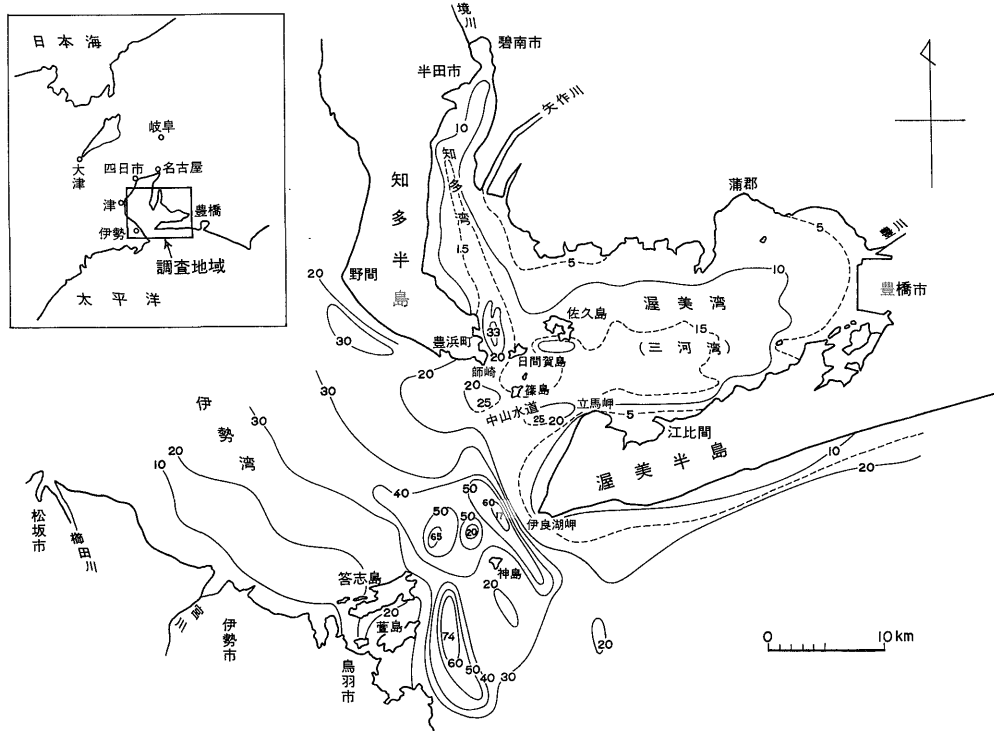 日本海
岐阜
大津
四日市
名古屋
津
豊橋
伊勢
調査地域
太平洋
境川
碧南市
半田市
矢作川
10
知多湾
15
知多半島
蒲郡
5
豊川
5
10
豊橋市
20
野間
30
渥美湾
(三河湾)
15
佐久島
33
豊浜町
20
日間賀島
師崎
篠島
20
20
25
中山水道
25
20
立馬岬
5
江比間
渥美半島
10
20
30
30
伊勢湾
20
10
40
50
50
60
65
20
伊良湖岬
神島
20
松坂市
櫛田川
宮川
伊勢市
答志島
20
菅島
鳥羽市
74
60
50
40
30
20
0 10km